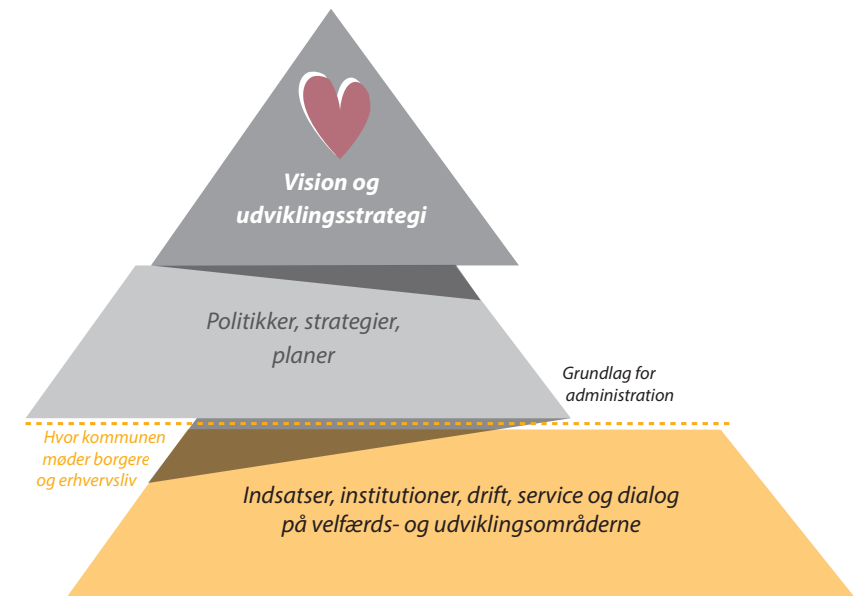 Vision og
udviklingsstrategi
Politikker, strategier,
planer
Grundlag for
administration
Hvor kommunen
møder borgere
og erhvervsliv
Indsatser, institutioner, drift, service og dialog
på velfærds- og udviklingsområderne